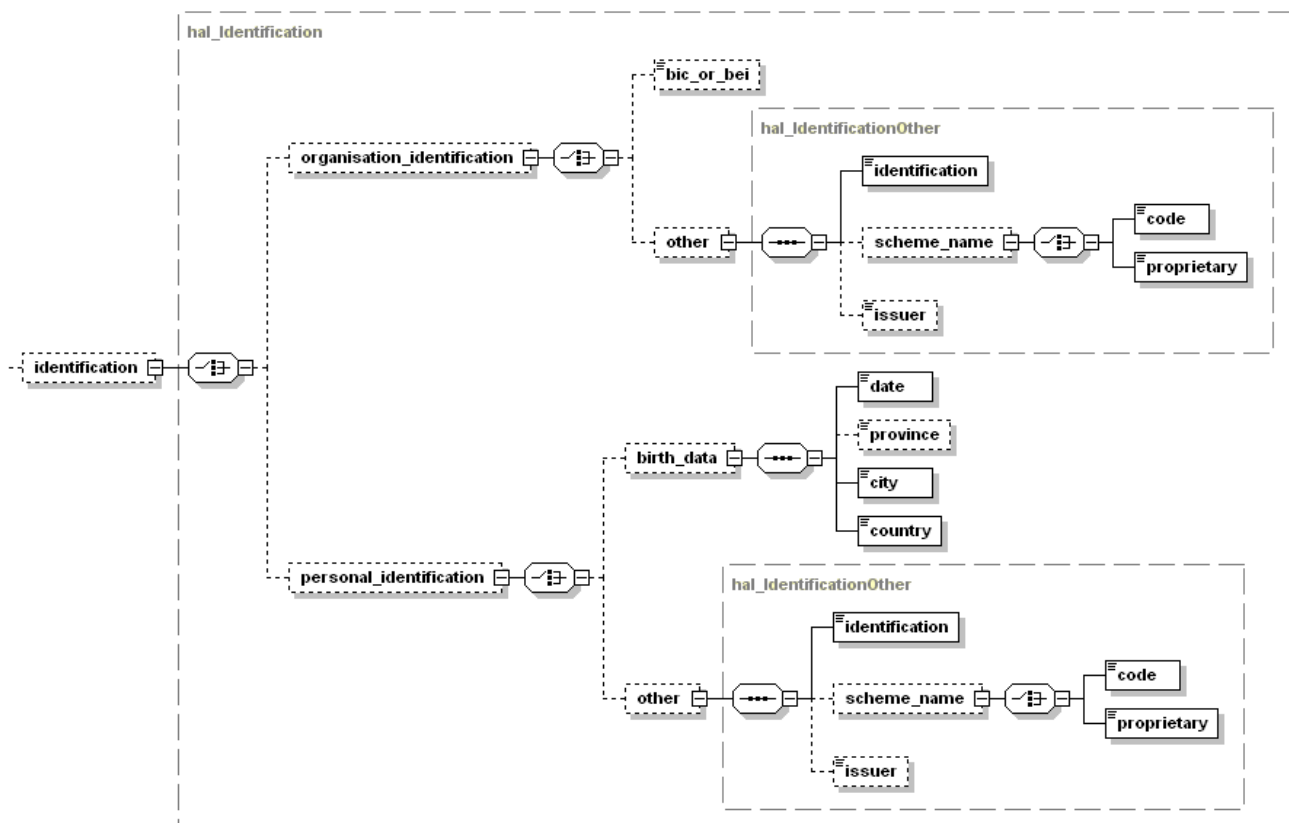 hal_Identification
bic_or_bei
hal_IdentificationOther
organisation_identification
identification
code
other
scheme_name
proprietary
issuer
identification
date
province
birth_data
city
country
personal_identification
hal_IdentificationOther
identification
code
other
scheme_name
proprietary
issuer